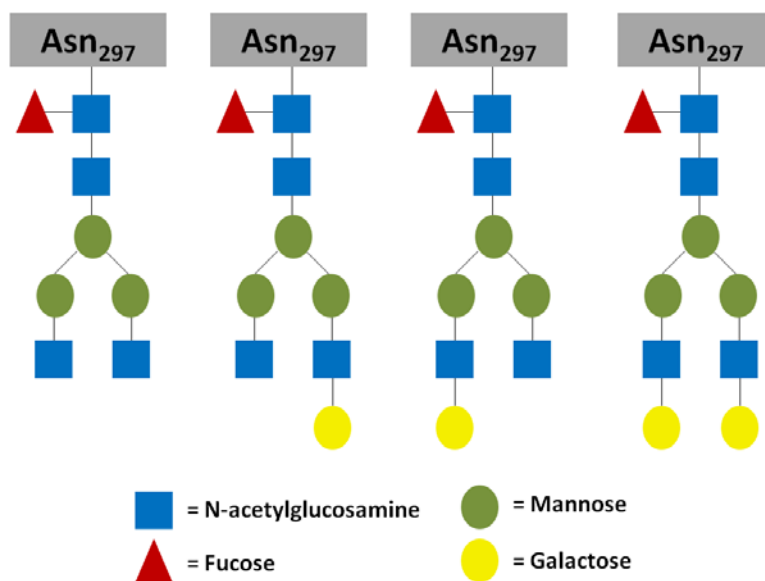 Asn297 Asn297 Asn297 Asn297
= N-acetylglucosamine = Mannose
= Fucose = Galactose